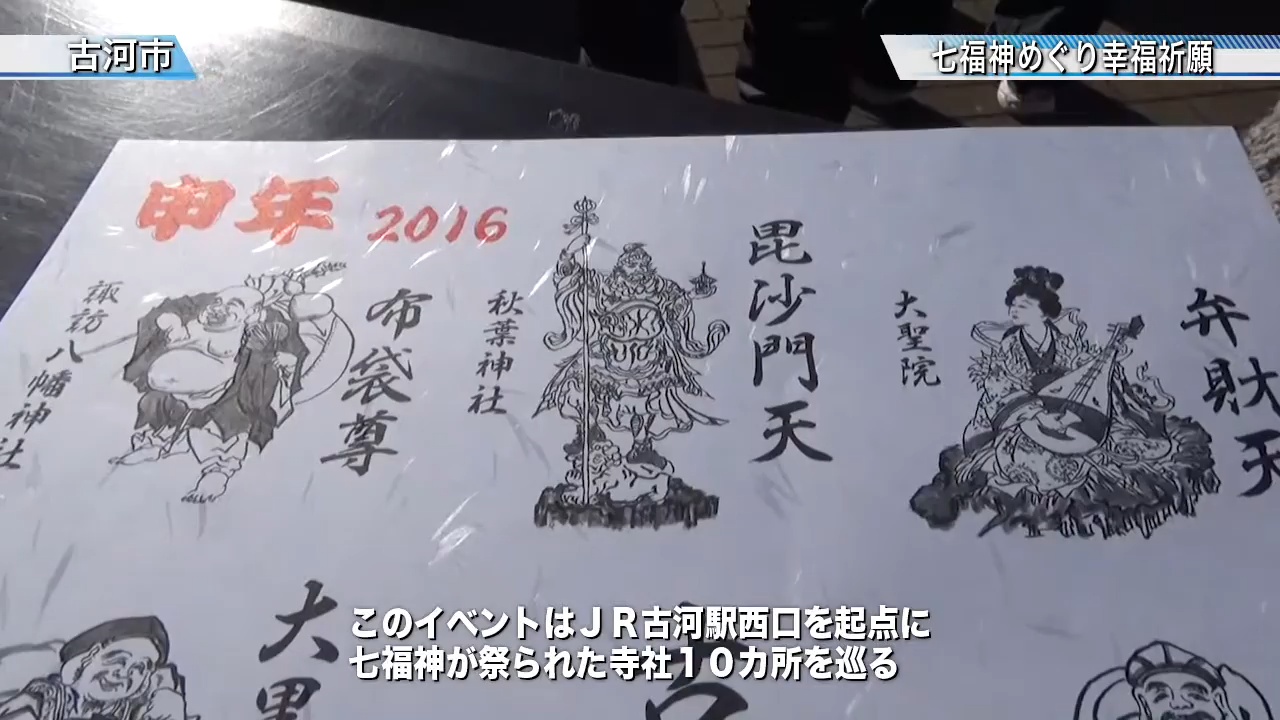 古河市
七福神めぐり幸福祈願
申年 2016
弁財天
大聖院
毘沙門天
秋葉神社
布袋尊
諏訪八幡神社
大黒
このイベントはＪＲ古河駅西口を起点に
七福神が祭られた寺社１０カ所を巡る